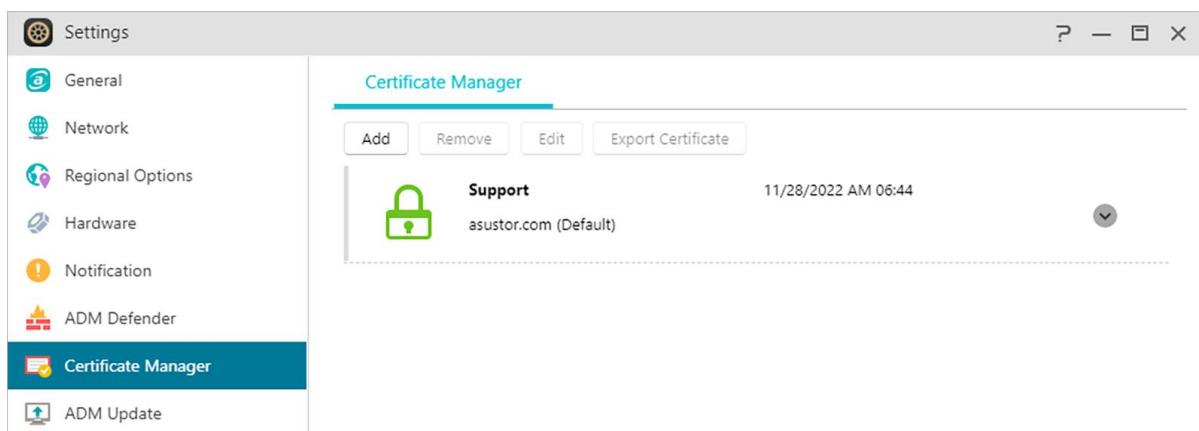 Settings
General
Network
Regional Options
Hardware
Notification
ADM Defender
Certificate Manager
ADM Update
Certificate Manager
Add Remove Edit Export Certificate
Support 11/28/2022 AM 06:44
asustor.com (Default)